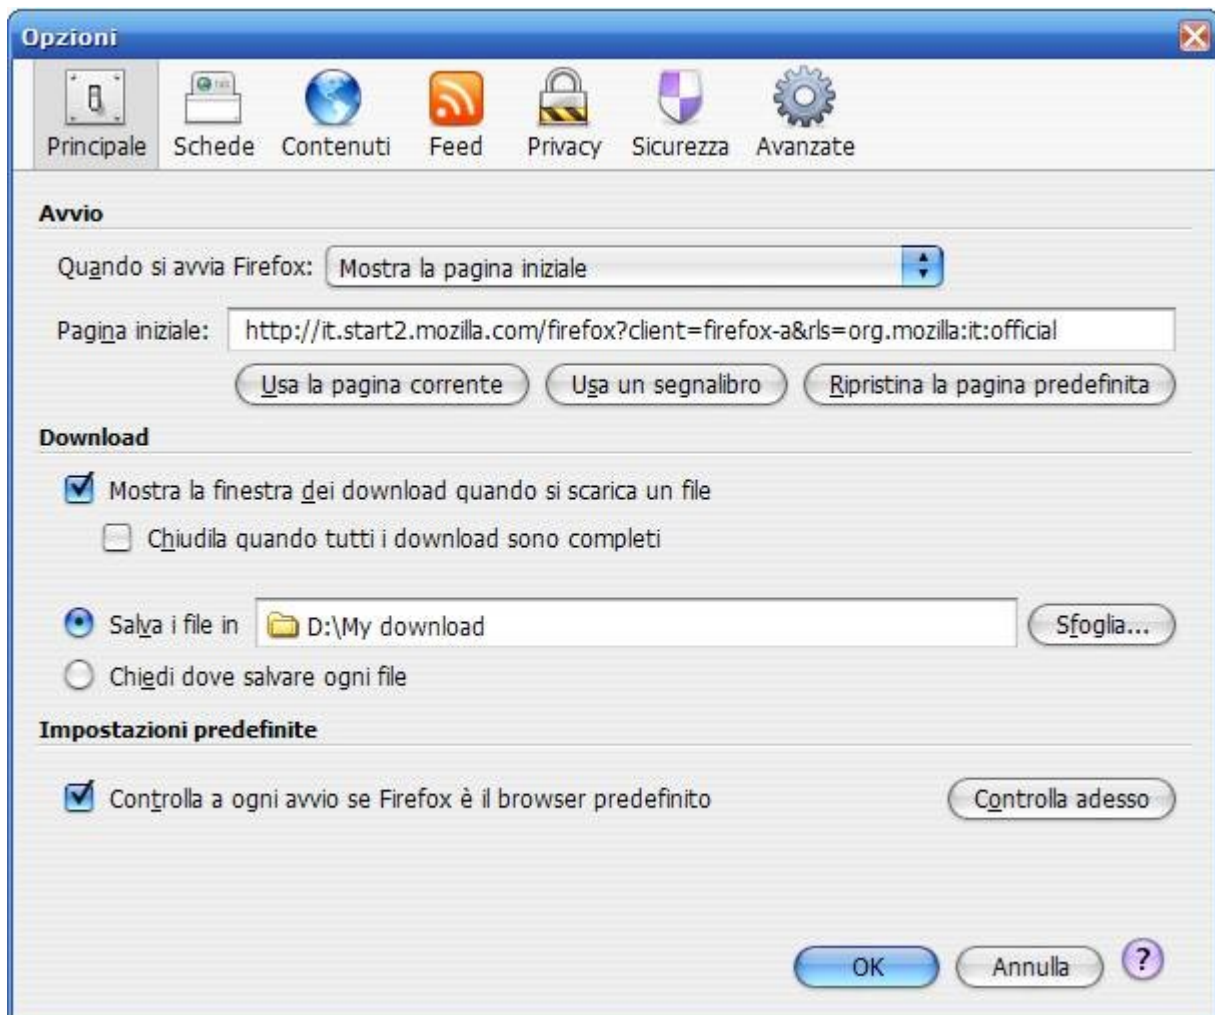 Opzioni
Principale Schede Contenuti Feed Privacy Sicurezza Avanzate
Avvio
Quando si avvia Firefox: Mostra la pagina iniziale
Pagina iniziale: http://it.start2.mozilla.com/firefox?client=firefox-a&rls=org.mozilla:it:official
Usa la pagina corrente Usa un segnalibro Ripristina la pagina predefinita
Download
Mostra la finestra dei download quando si scarica un file
Chiudila quando tutti i download sono completi
Salva i file in D:\My download Sfoglia...
Chiedi dove salvare ogni file
Impostazioni predefinite
Controlla a ogni avvio se Firefox è il browser predefinito Controlla adesso
OK Annulla ?